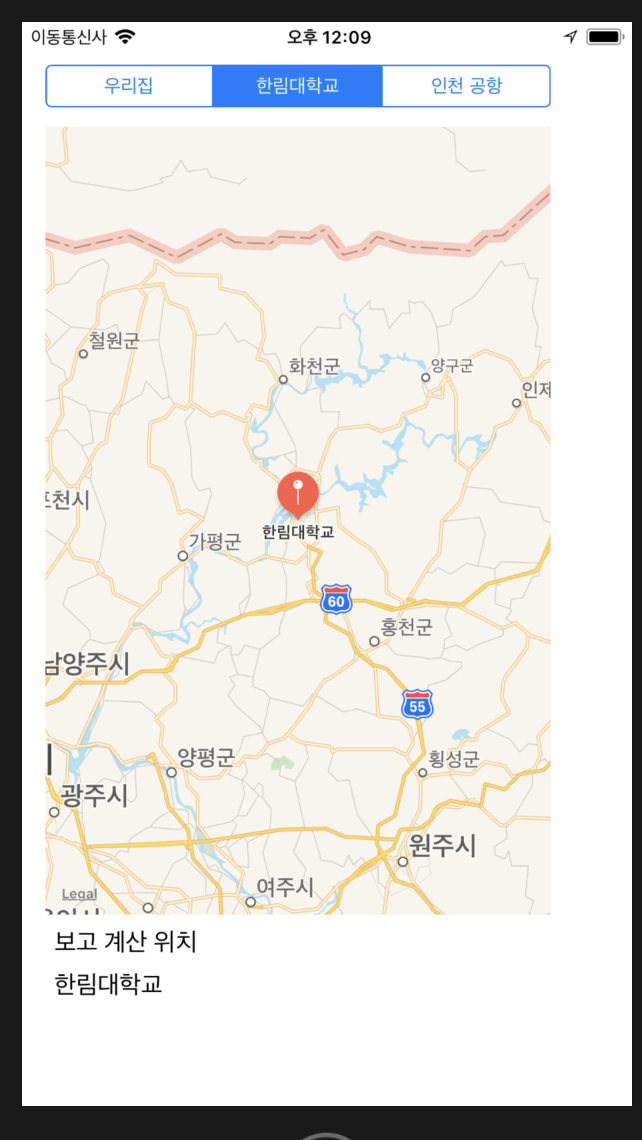 이동통신사 오후 12:09
우리집 한림대학교 인천 공항
철원군
화천군
양구군
인제
천시
한림대학교
가평군
60
홍천군
남양주시
55
양평군
횡성군
광주시
원주시
여주시
Legal
보고 계산 위치
한림대학교